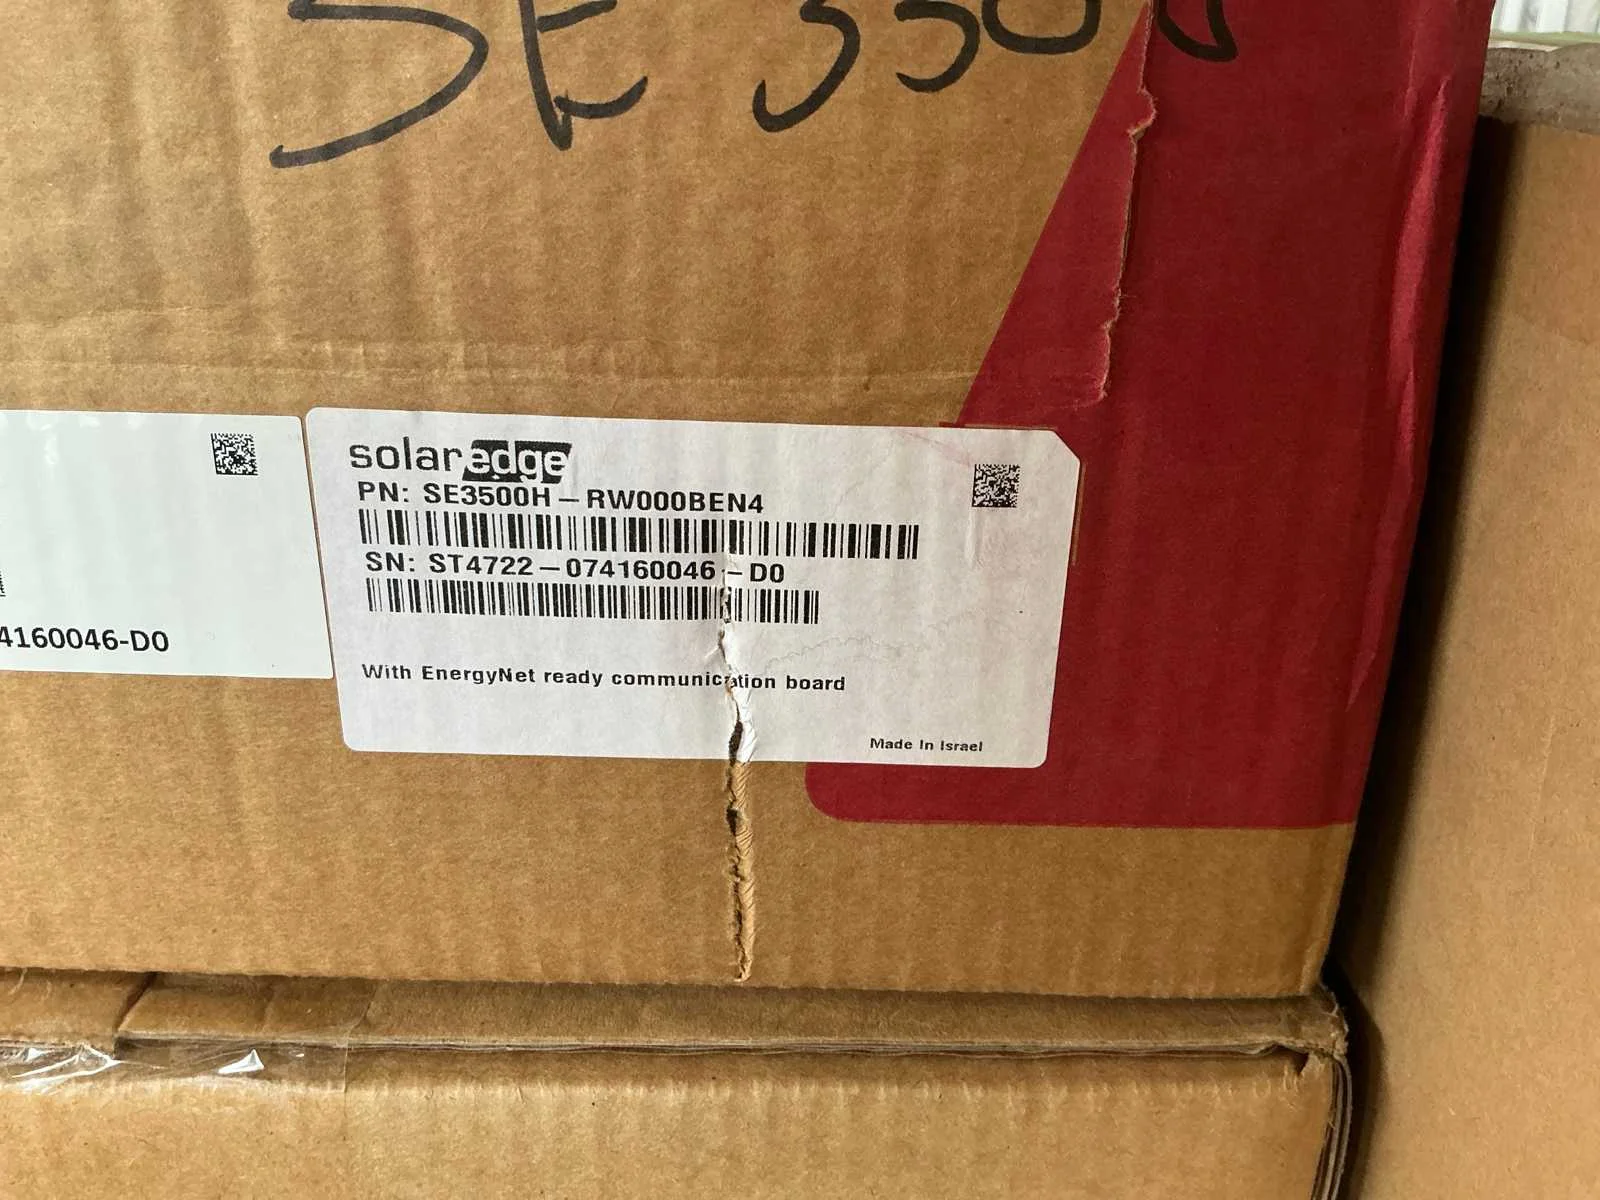 SE 3500
solaredge
PN: SE3500H-RW000BEN4
SN: ST4722-074160046-D0
4160046-D0
With EnergyNet ready communication board
Made In Israel